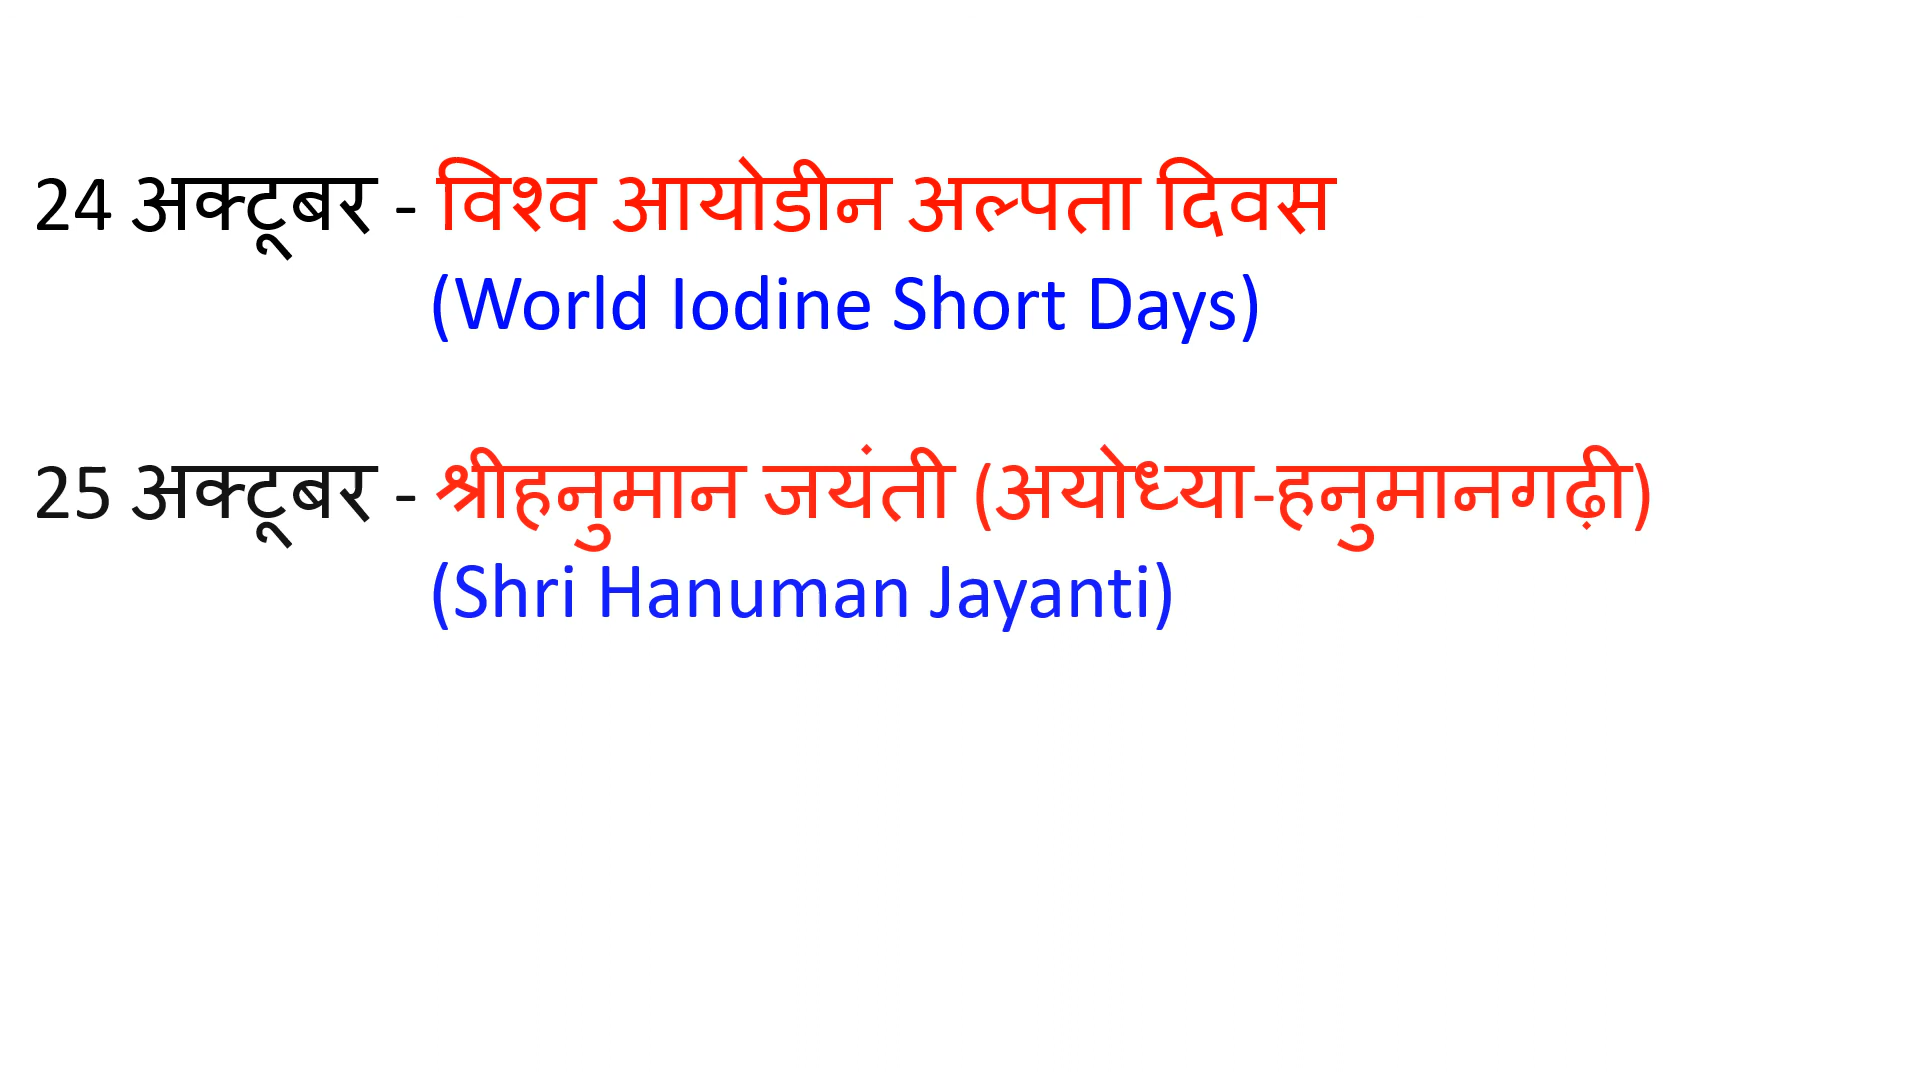 24 अक्टूबर - विश्व आयोडीन अल्पता दिवस
(World Iodine Short Days)
25 अक्टूबर - श्रीहनुमान जयंती (अयोध्या-हनुमानगढ़ी)
(Shri Hanuman Jayanti)